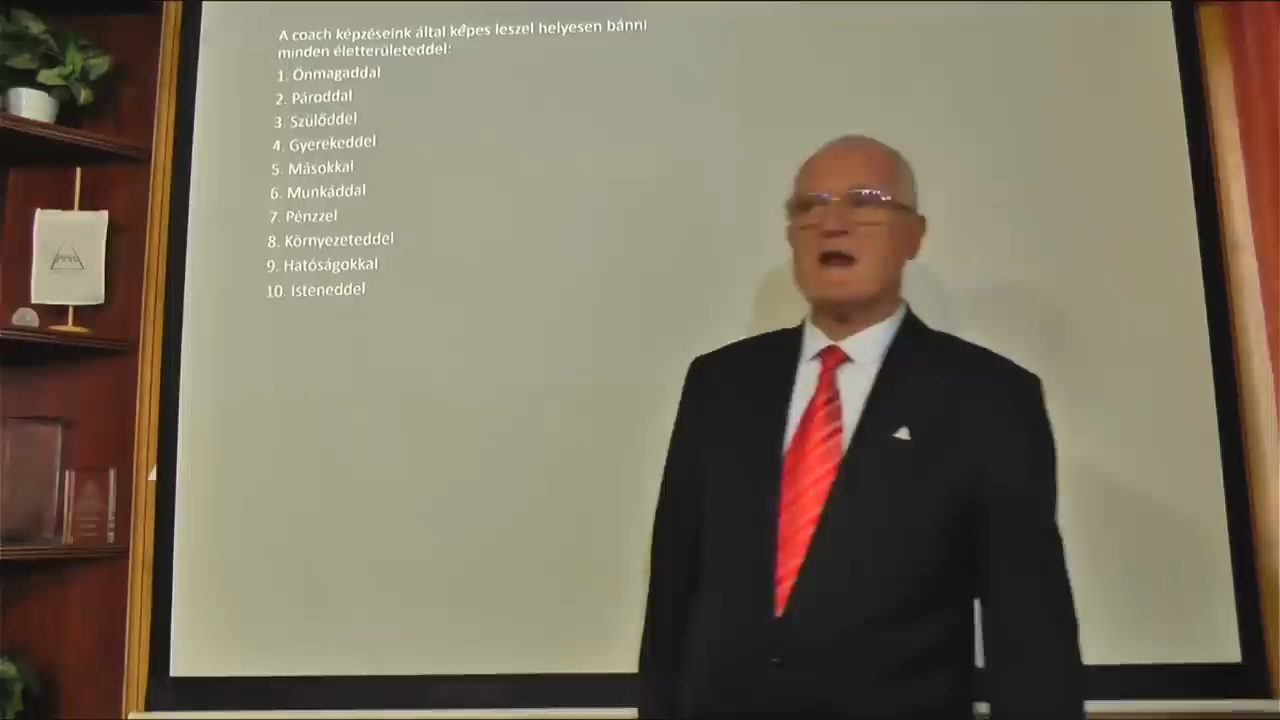 A coach képzéseink által képes leszel helyesen bánni
minden életterületeddel:
1. Önmagaddal
2. Pároddal
3. Szülőddel
4. Gyerekeddel
5. Másokkal
6. Munkáddal
7. Pénzzel
8. Környezeteddel
9. Hatóságokkal
10. Isteneddel